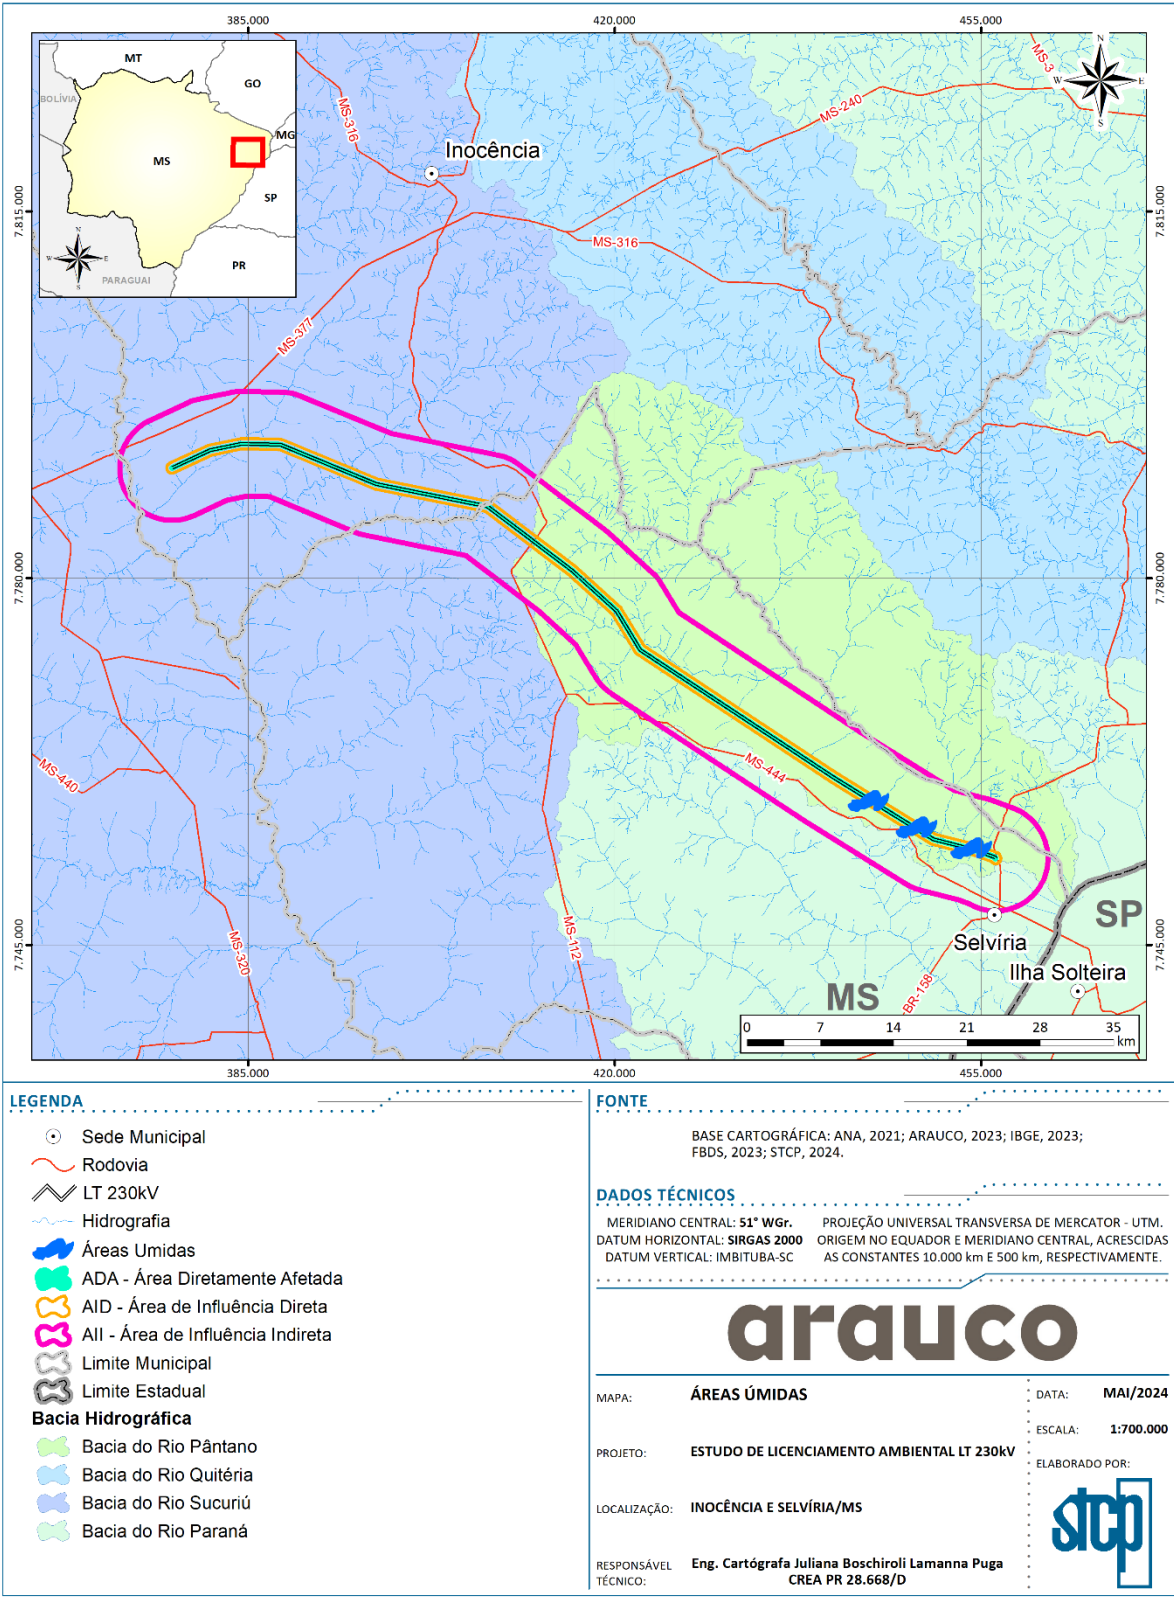 385.000
420.000
455.000
MT
GO
BOLÍVIA
MG
MS
SP
PR
PARAGUAI
N
W
E
S
N
W
E
S
MS-316
Inocência
MS-240
MS-3
7.815.000
7.815.000
MS-316
MS-377
7.780.000
7.780.000
MS-440
MS-444
MS-320
MS-112
BR-158
7.745.000
7.745.000
Selvíria
Ilha Solteira
SP
MS
0 7 14 21 28 35
km
385.000
420.000
455.000
LEGENDA
Sede Municipal
Rodovia
LT 230kV
Hidrografia
Áreas Umidas
ADA - Área Diretamente Afetada
AID - Área de Influência Direta
AII - Área de Influência Indireta
Limite Municipal
Limite Estadual
Bacia Hidrográfica
Bacia do Rio Pântano
Bacia do Rio Quitéria
Bacia do Rio Sucuriú
Bacia do Rio Paraná
FONTE
BASE CARTOGRÁFICA: ANA, 2021; ARAUCO, 2023; IBGE, 2023;
FBDS, 2023; STCP, 2024.
DADOS TÉCNICOS
MERIDIANO CENTRAL: 51° WGr.
DATUM HORIZONTAL: SIRGAS 2000
DATUM VERTICAL: IMBITUBA-SC
PROJEÇÃO UNIVERSAL TRANSVERSA DE MERCATOR - UTM.
ORIGEM NO EQUADOR E MERIDIANO CENTRAL, ACRESCIDAS
AS CONSTANTES 10.000 km E 500 km, RESPECTIVAMENTE.
arauco
MAPA: ÁREAS ÚMIDAS
PROJETO: ESTUDO DE LICENCIAMENTO AMBIENTAL LT 230kV
LOCALIZAÇÃO: INOCÊNCIA E SELVÍRIA/MS
RESPONSÁVEL
TÉCNICO:
Eng. Cartógrafa Juliana Boschiroli Lamanna Puga
CREA PR 28.668/D
DATA: MAI/2024
ESCALA: 1:700.000
ELABORADO POR:
stcp